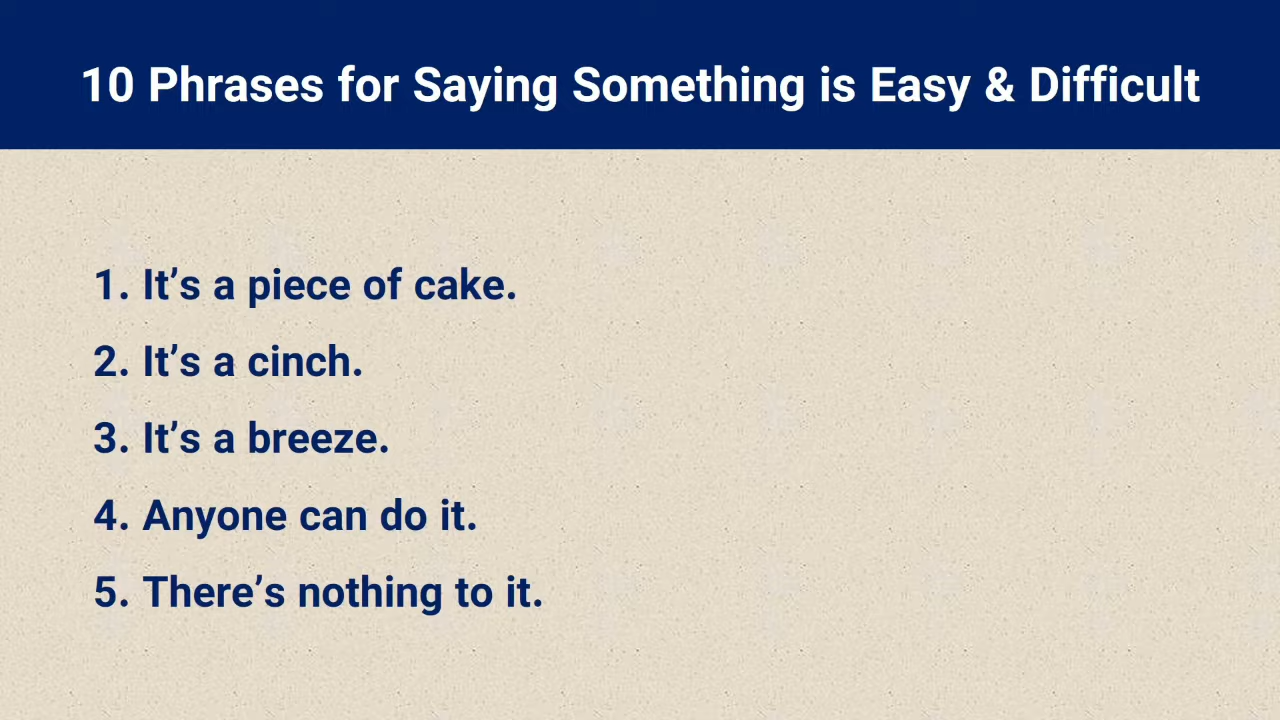 10 Phrases for Saying Something is Easy & Difficult
1. It’s a piece of cake.
2. It’s a cinch.
3. It’s a breeze.
4. Anyone can do it.
5. There’s nothing to it.